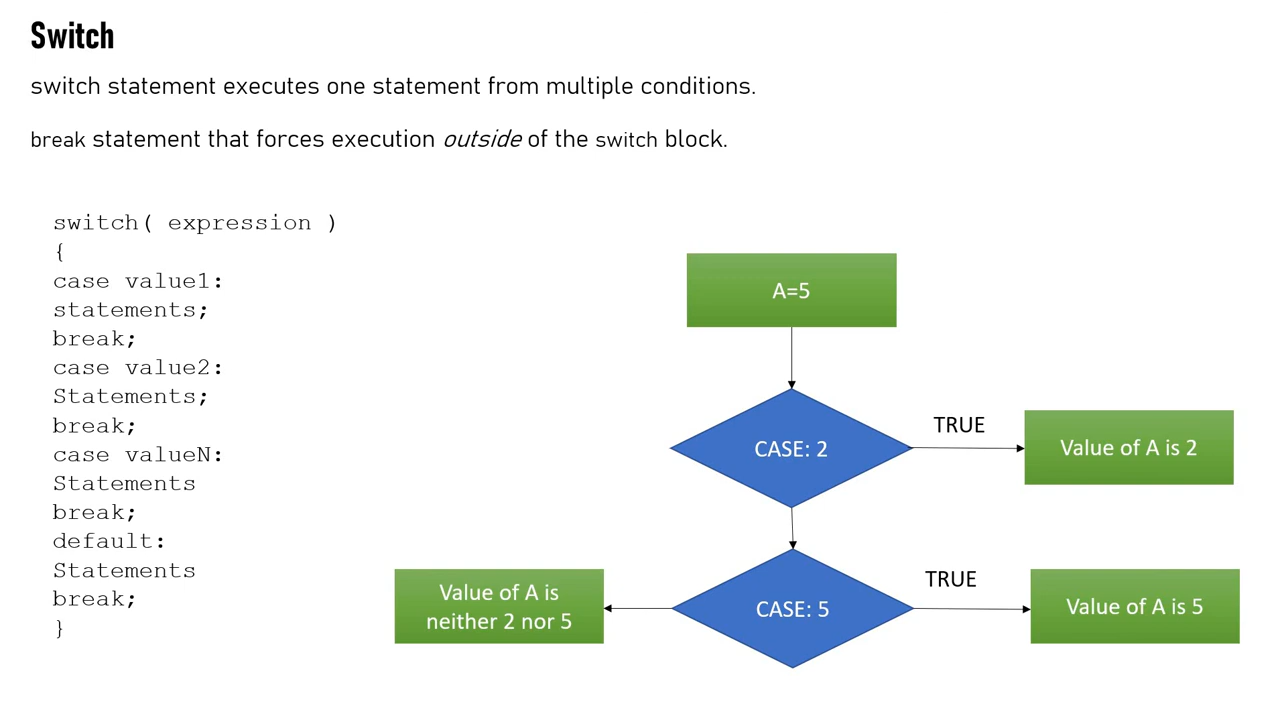 Switch
switch statement executes one statement from multiple conditions.
break statement that forces execution outside of the switch block.
switch( expression )
{
case value1:
statements;
break;
case value2:
Statements;
break;
case valueN:
Statements
break;
default:
Statements
break;
}
A=5
CASE: 2
TRUE
Value of A is 2
CASE: 5
TRUE
Value of A is 5
Value of A is
neither 2 nor 5